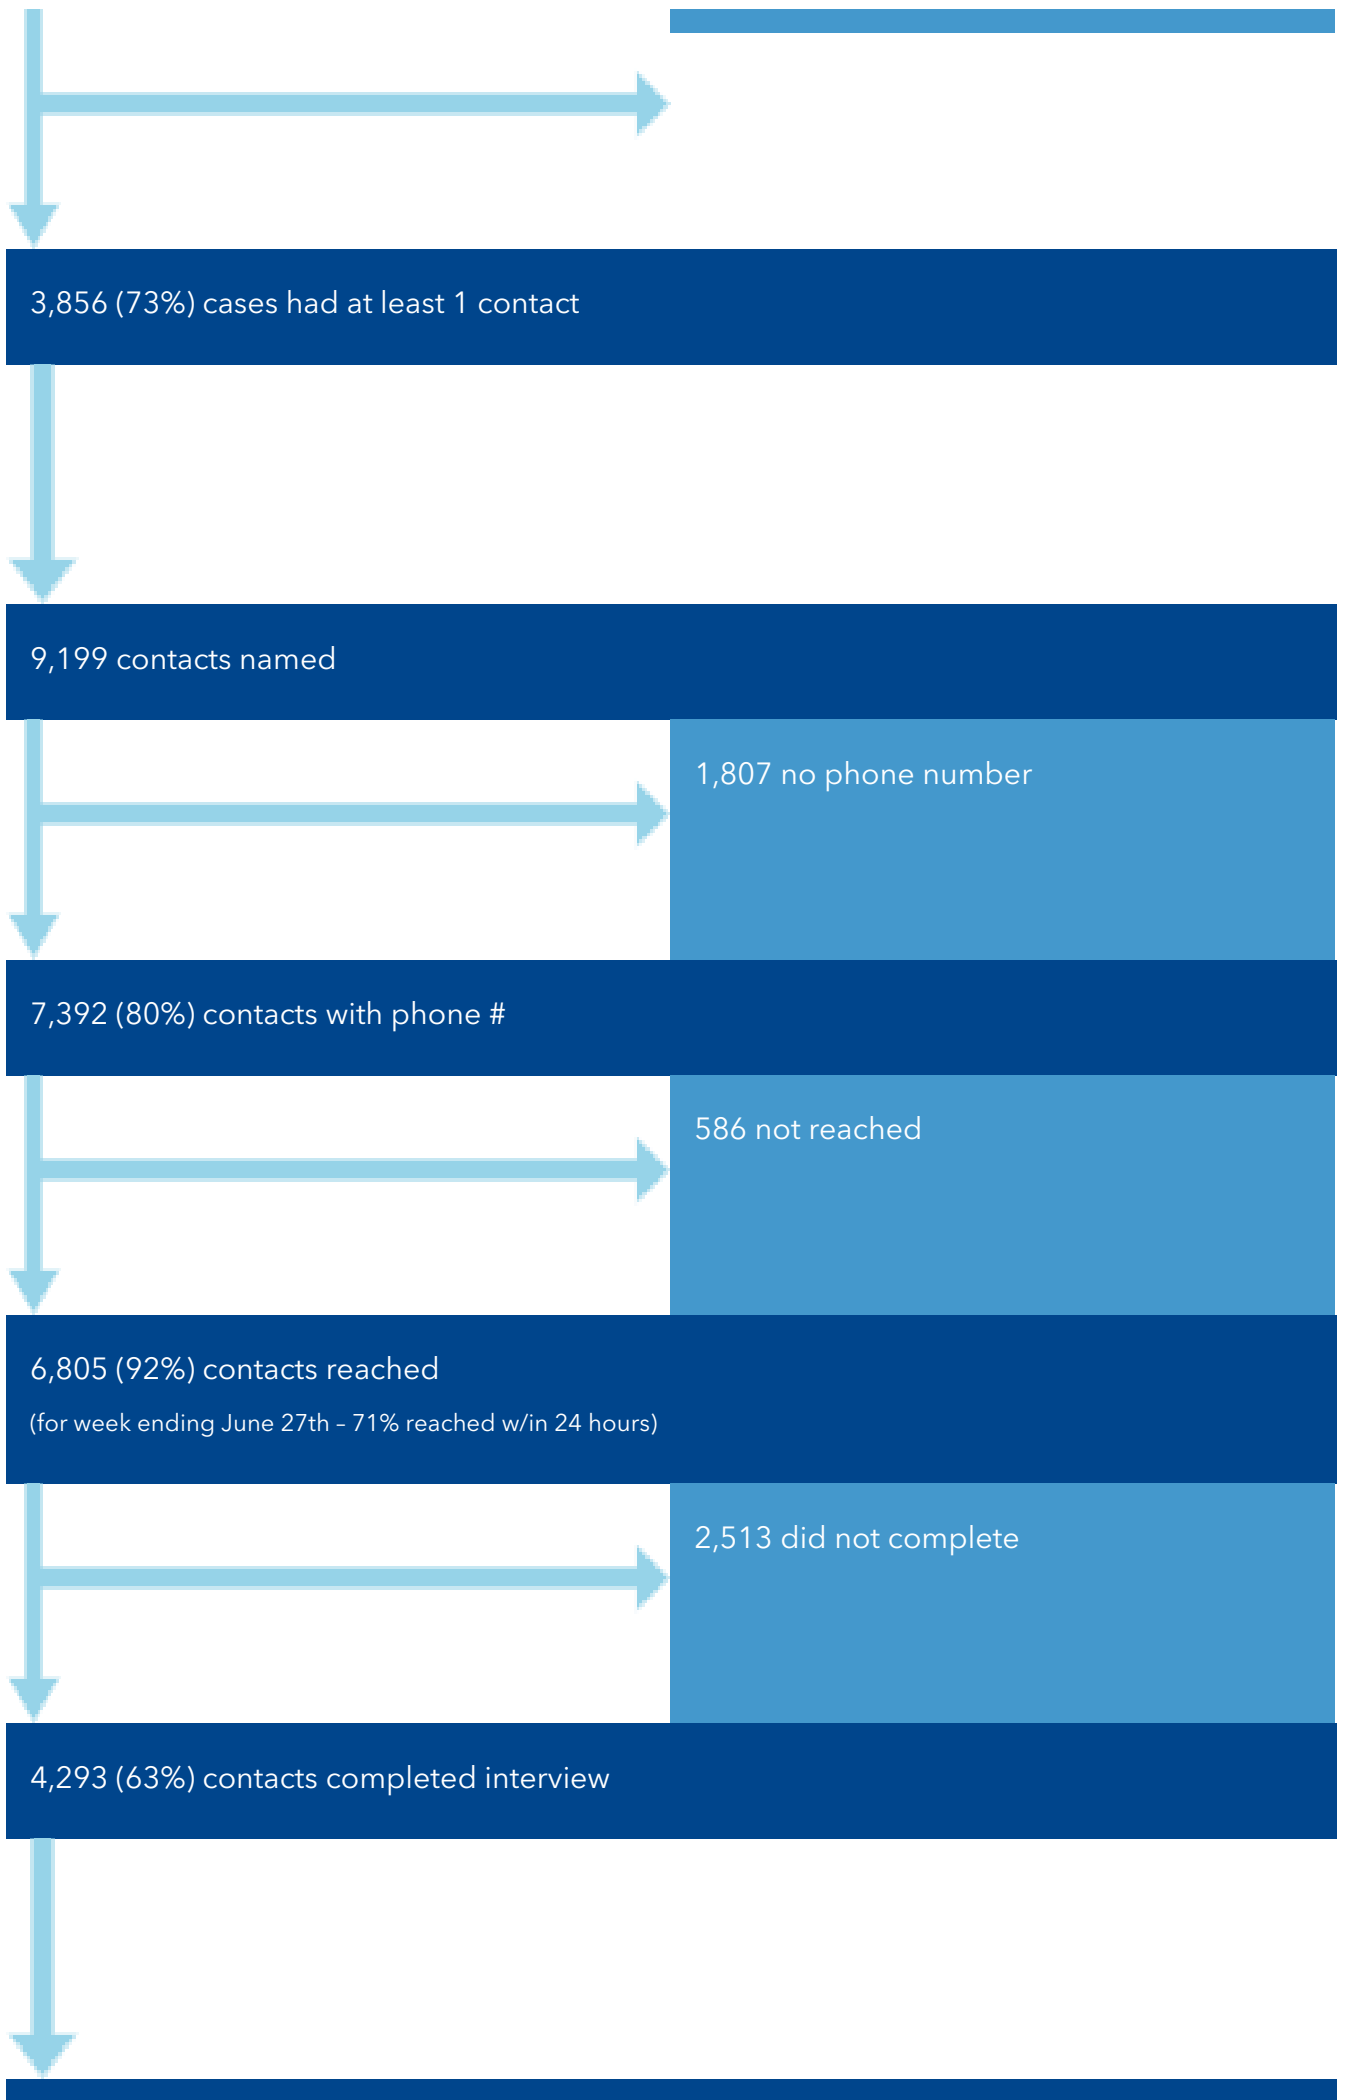 3,856 (73%) cases had at least 1 contact
9,199 contacts named
1,807 no phone number
7,392 (80%) contacts with phone #
586 not reached
6,805 (92%) contacts reached
(for week ending June 27th – 71% reached w/in 24 hours)
2,513 did not complete
4,293 (63%) contacts completed interview